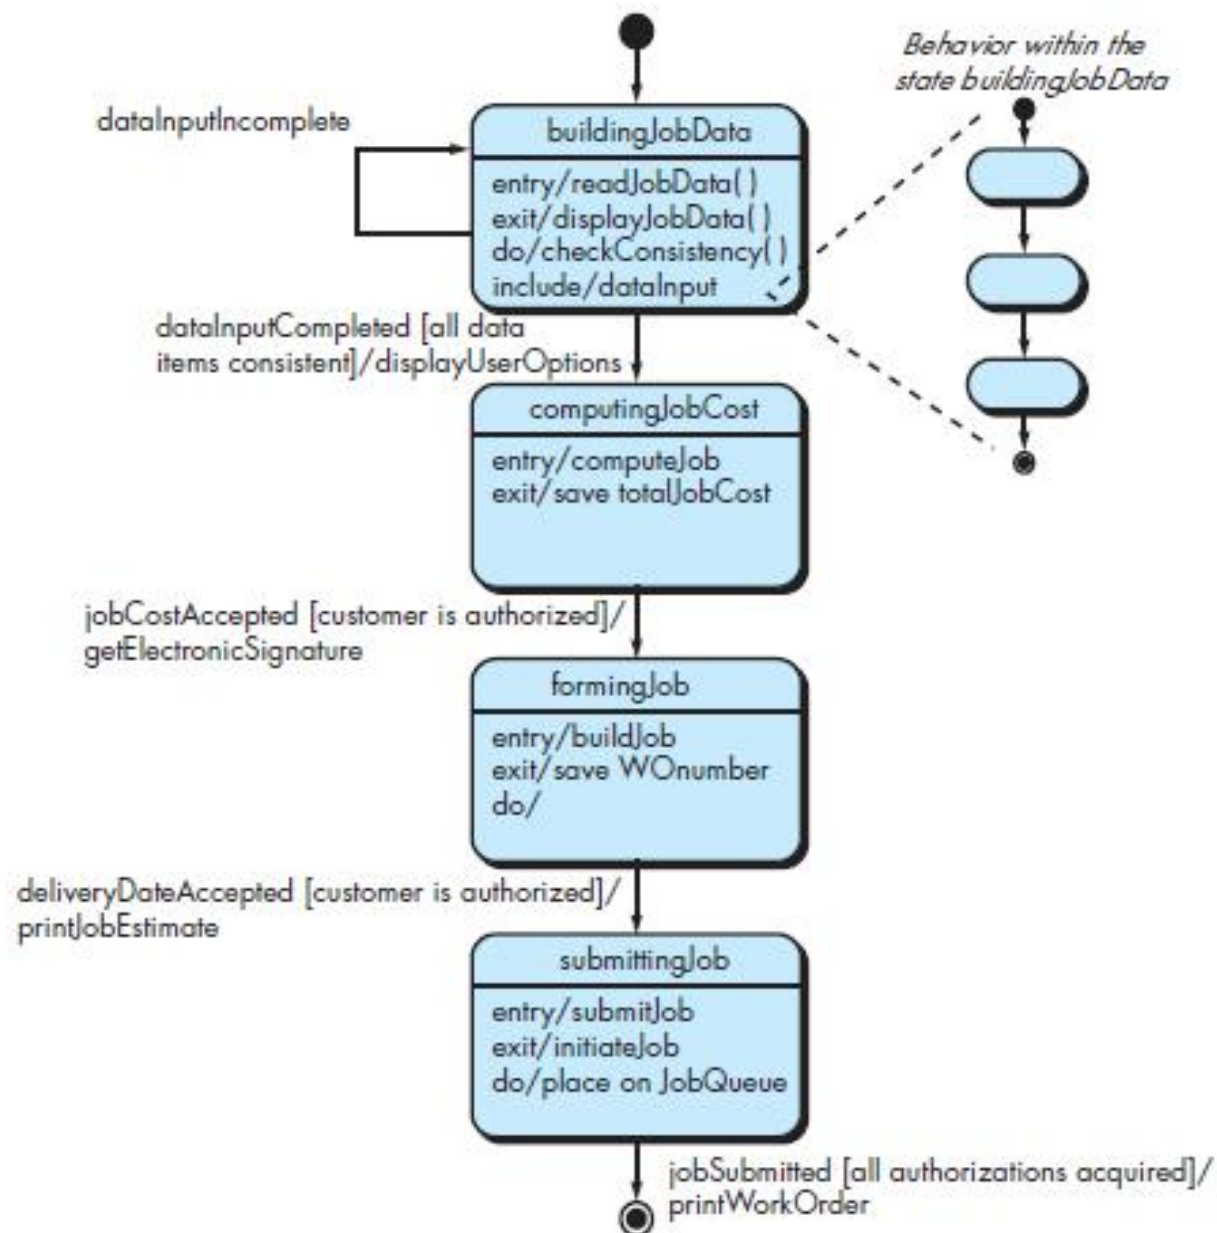 Behavior within the
state buildingJobData
dataInputIncomplete
buildingJobData
entry/readJobData( )
exit/displayJobData( )
do/checkConsistency( )
include/dataInput
dataInputCompleted [all data
items consistent]/displayUserOptions
computingJobCost
entry/computeJob
exit/save totalJobCost
jobCostAccepted [customer is authorized]/
getElectronicSignature
formingJob
entry/buildJob
exit/save WOnumber
do/
deliveryDateAccepted [customer is authorized]/
printJobEstimate
submittingJob
entry/submitJob
exit/initiateJob
do/place on JobQueue
jobSubmitted [all authorizations acquired]/
printWorkOrder